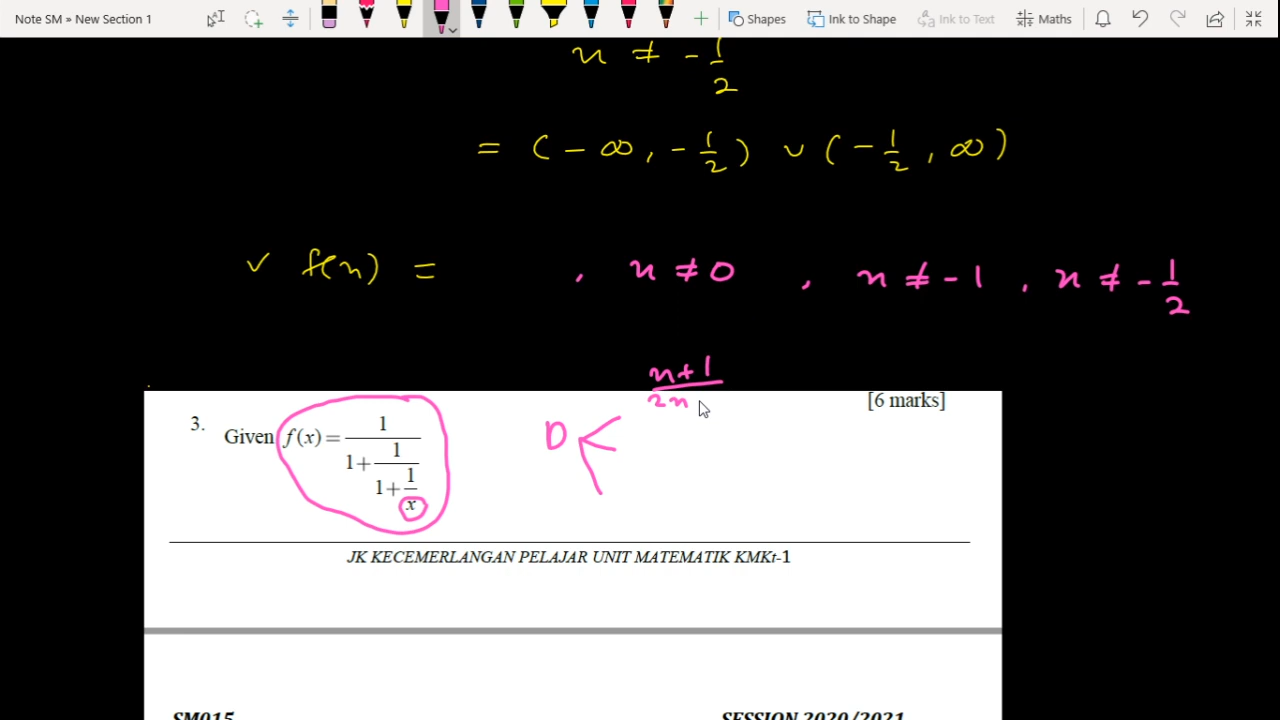 Note SM » New Section 1
Shapes
Ink to Shape
Ink to Text
Maths
x ≠ - 1/2
= (- ∞, - 1/2) ∪ (- 1/2, ∞)
✓ f(x) = , x ≠ 0 , x ≠ -1 , x ≠ - 1/2
x+1
2x
[6 marks]
3. Given f(x) = 1/(1+1/(1+1/x))
D
JK KECEMERLANGAN PELAJAR UNIT MATEMATIK KMKt-1
SM015 SESSION 2020/2021